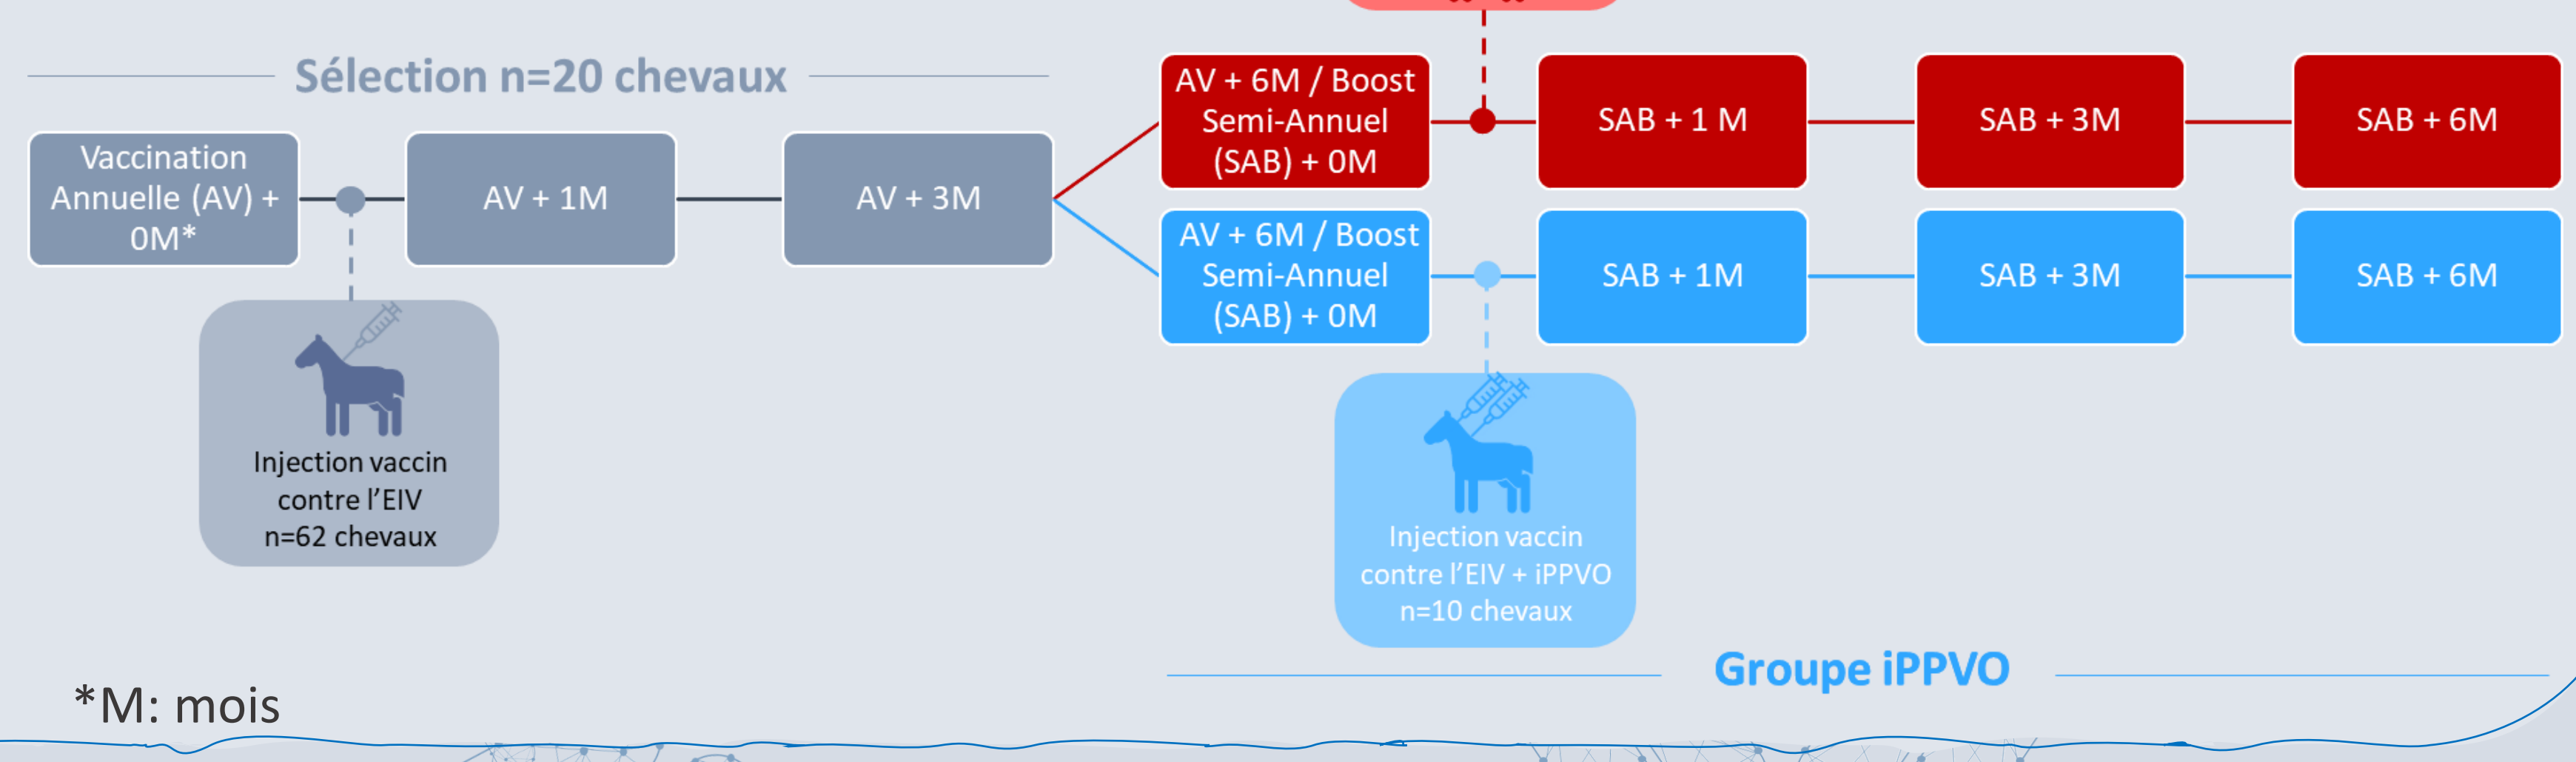 Sélection n=20 chevaux
Vaccination
Annuelle (AV) +
0M*
AV + 1M
AV + 3M
Injection vaccin
contre l’EIV
n=62 chevaux
AV + 6M / Boost
Semi-Annuel
(SAB) + 0M
SAB + 1 M
SAB + 3M
SAB + 6M
AV + 6M / Boost
Semi-Annuel
(SAB) + 0M
SAB + 1M
SAB + 3M
SAB + 6M
Injection vaccin
contre l’EIV + iPPVO
n=10 chevaux
Groupe iPPVO
*M: mois